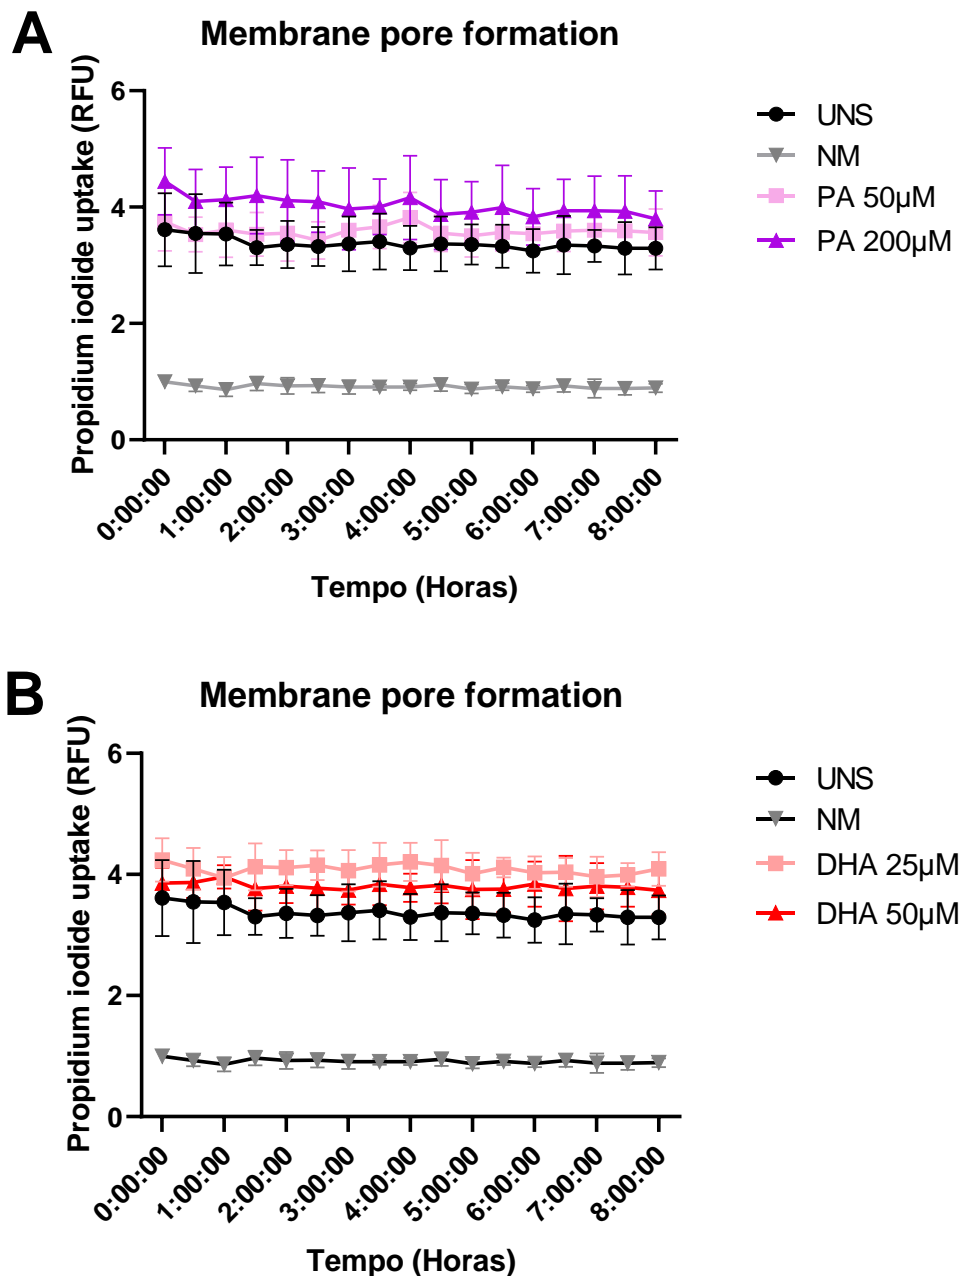 A
Membrane pore formation
Propidium iodide uptake (RFU)
6
4
2
0
0:00:00
1:00:00
2:00:00
3:00:00
4:00:00
5:00:00
6:00:00
7:00:00
8:00:00
Tempo (Horas)
UNS
NM
PA 50µM
PA 200µM
B
Membrane pore formation
Propidium iodide uptake (RFU)
6
4
2
0
0:00:00
1:00:00
2:00:00
3:00:00
4:00:00
5:00:00
6:00:00
7:00:00
8:00:00
Tempo (Horas)
UNS
NM
DHA 25µM
DHA 50µM